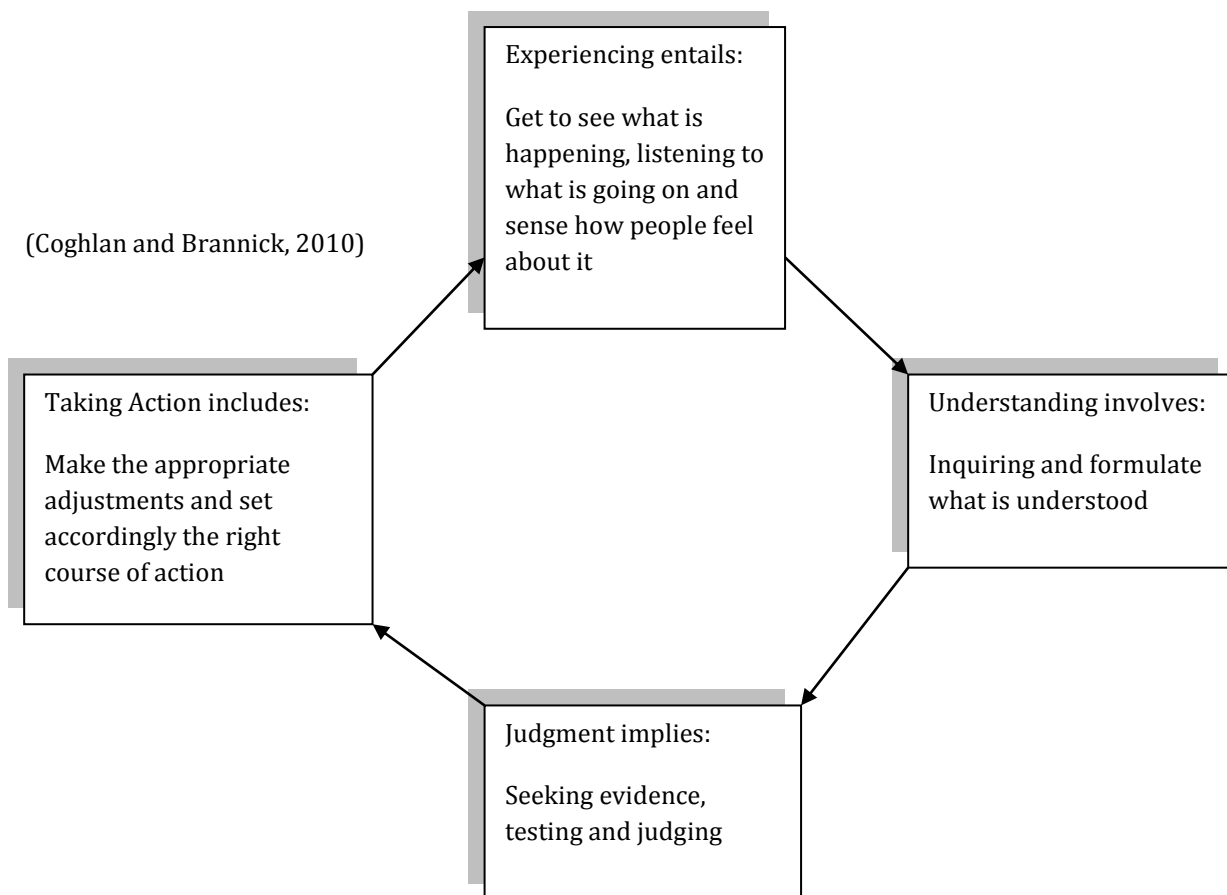 Experiencing entails:
Get to see what is
happening, listening to
what is going on and
sense how people feel
about it
(Coghlan and Brannick, 2010)
Taking Action includes:
Make the appropriate
adjustments and set
accordingly the right
course of action
Understanding involves:
Inquiring and formulate
what is understood
Judgment implies:
Seeking evidence,
testing and judging